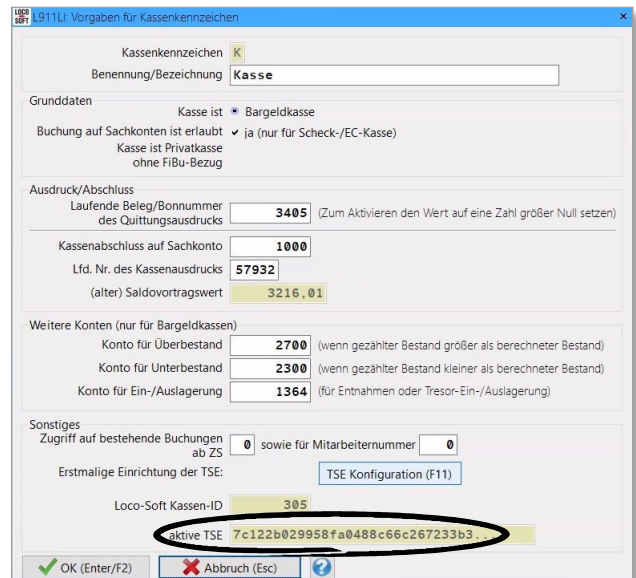 LOCO SOFT L911LI: Vorgaben für Kassenkennzeichen ×
Kassenkennzeichen K
Benennung/Bezeichnung Kasse
Grunddaten
Kasse ist Bargeldkasse
Buchung auf Sachkonten ist erlaubt ✓ ja (nur für Scheck-/EC-Kasse)
Kasse ist Privatkasse
ohne FiBu-Bezug
Ausdruck/Abschluss
Laufende Beleg/Bonnummer
des Quittungsausdrucks 3405 (Zum Aktivieren den Wert auf eine Zahl größer Null setzen)
Kassenabschluss auf Sachkonto 1000
Lfd. Nr. des Kassenausdrucks 57932
(alter) Saldovortragswert 3216,01
Weitere Konten (nur für Bargeldkassen)
Konto für Überbestand 2700 (wenn gezählter Bestand größer als berechneter Bestand)
Konto für Unterbestand 2300 (wenn gezählter Bestand kleiner als berechneter Bestand)
Konto für Ein-/Auslagerung 1364 (für Entnahmen oder Tresor-Ein-/Auslagerung)
Sonstiges
Zugriff auf bestehende Buchungen
ab ZS 0 sowie für Mitarbeiternummer 0
Erstmalige Einrichtung der TSE: TSE Konfiguration (F11)
Loco-Soft Kassen-ID 305
aktive TSE 7c122b029958fa0488c66c267233b3...
OK (Enter/F2) Abbruch (Esc) ?